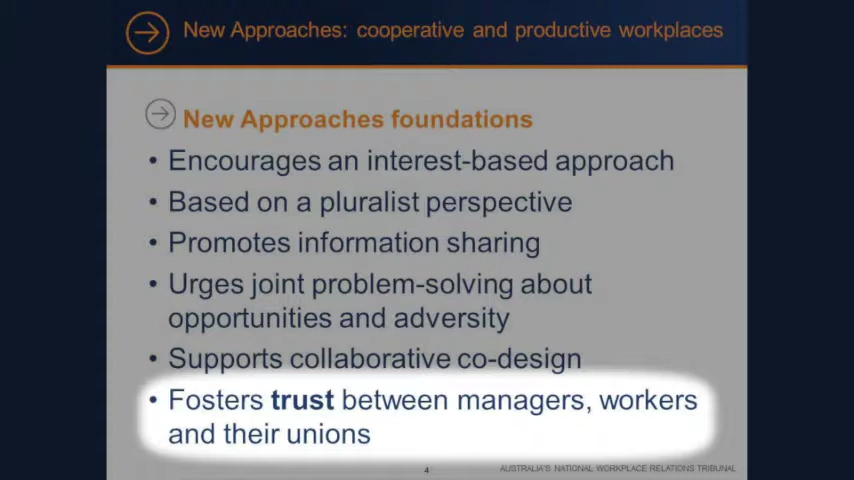 New Approaches: cooperative and productive workplaces
New Approaches foundations
• Encourages an interest-based approach
• Based on a pluralist perspective
• Promotes information sharing
• Urges joint problem-solving about
opportunities and adversity
• Supports collaborative co-design
• Fosters trust between managers, workers
and their unions
4
AUSTRALIA'S NATIONAL WORKPLACE RELATIONS TRIBUNAL